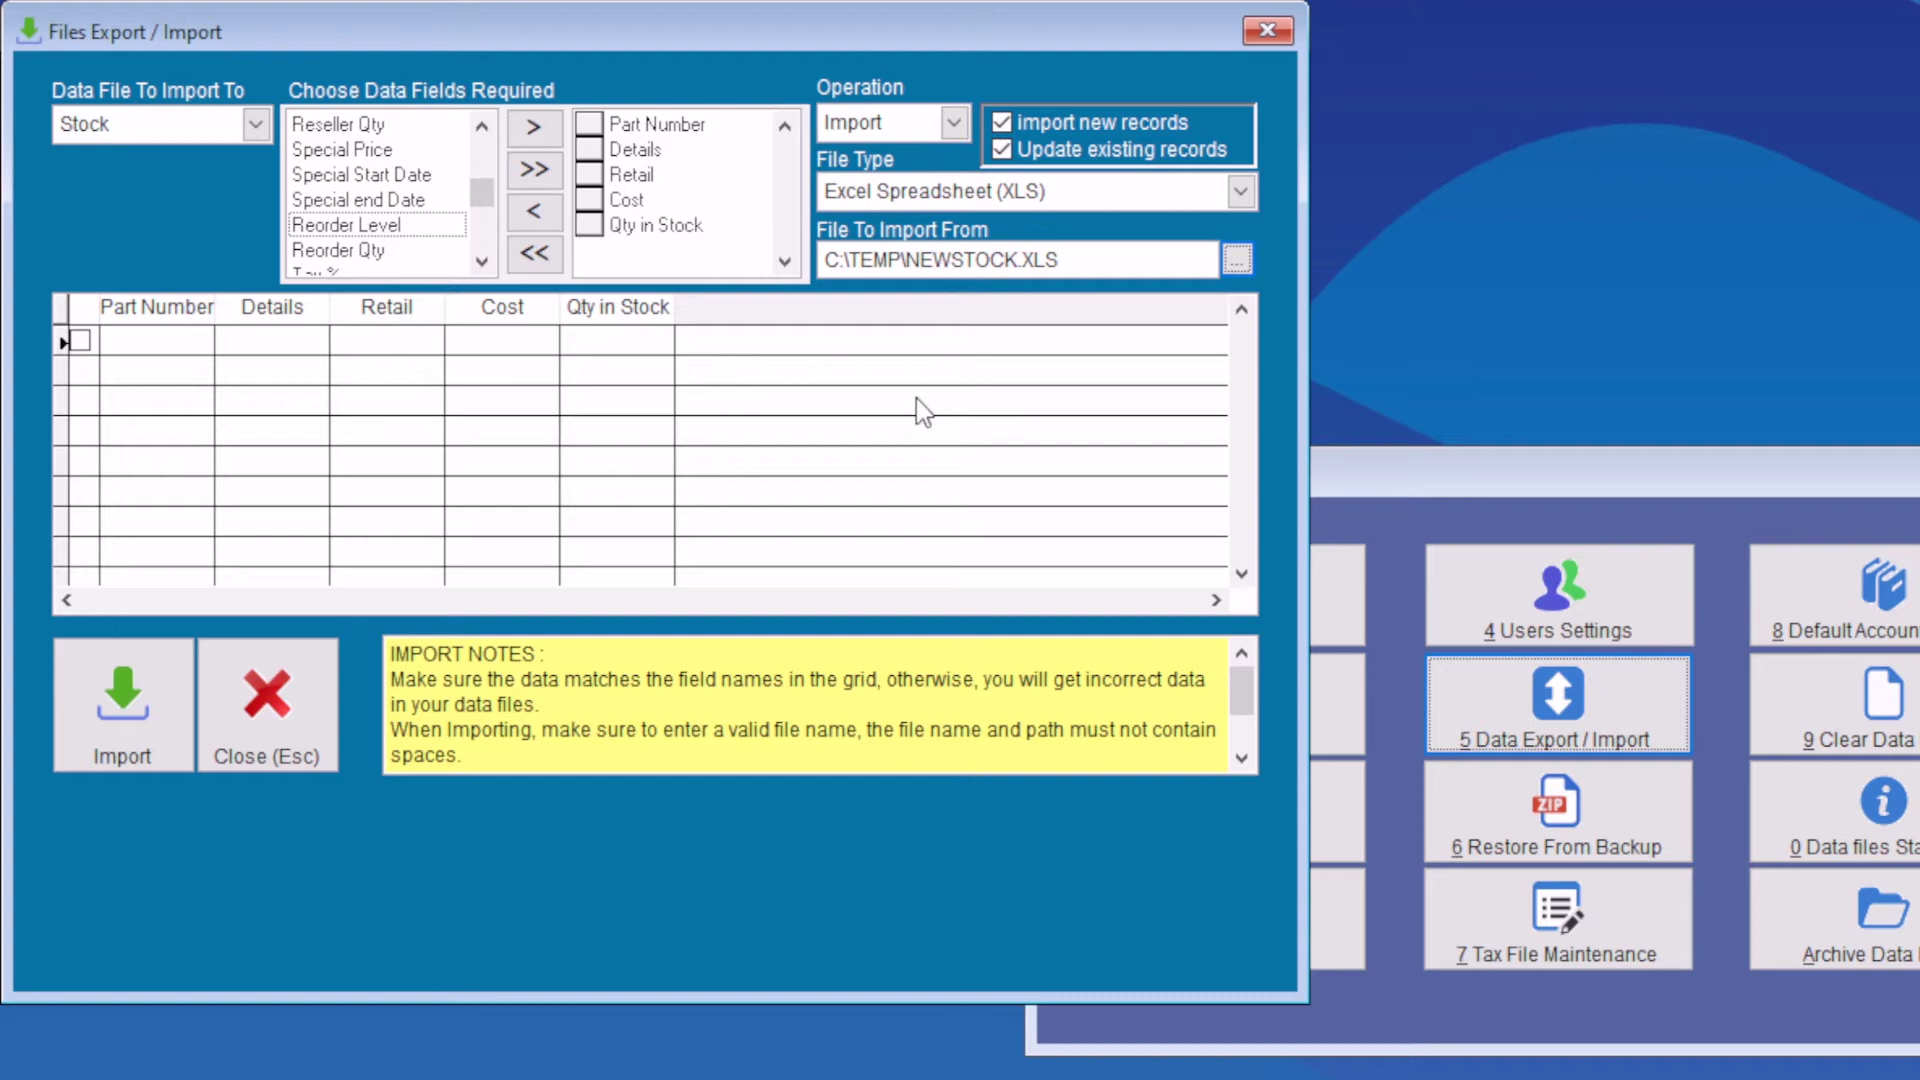 Files Export / Import
Data File To Import To
Stock
Choose Data Fields Required
Reseller Qty
Special Price
Special Start Date
Special end Date
Reorder Level
Reorder Qty
Tax %
>
>>
<
<<
Part Number
Details
Retail
Cost
Qty in Stock
Operation
Import
import new records
Update existing records
File Type
Excel Spreadsheet (XLS)
File To Import From
C:\TEMP\NEWSTOCK.XLS
...
Part Number Details Retail Cost Qty in Stock
Import
Close (Esc)
IMPORT NOTES :
Make sure the data matches the field names in the grid, otherwise, you will get incorrect data
in your data files.
When Importing, make sure to enter a valid file name, the file name and path must not contain
spaces.
4 Users Settings
8 Default Accoun
5 Data Export / Import
9 Clear Data
ZIP
6 Restore From Backup
0 Data files Sta
7 Tax File Maintenance
Archive Data